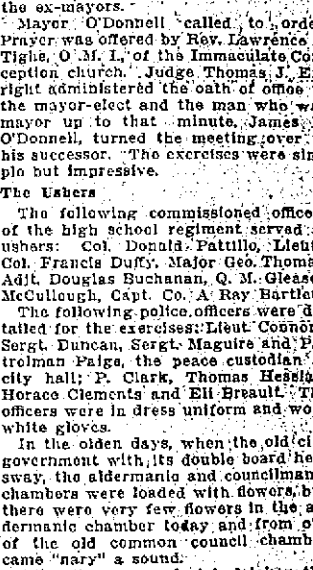 the ex-mayors.
Mayor O'Donnell called to orde
Prayer was offered by Rev. Lawrence
Tighe, O. M. I., of the Immaculate Co
ception church. Judge Thomas J. E
right administered the oath of office
the mayor-elect and the man who w
mayor up to that minute, James
O'Donnell, turned the meeting over
his successor. The exercises were sim
ple but impressive.
The Ushers
The following commissioned office
of the high school regiment served
ushers: Col. Donald Pattillo, Lieut
Col. Francis Duffy, Major Geo. Thoma
Adjt. Douglas Buchanan, Q. M. Gleaso
McCullough, Capt. Co. A Ray Bartle
The following police officers were d
tailed for the exercises: Lieut. Connor
Sergt. Duncan, Sergt. Maguire and P
trolman Paige, the peace custodian
city hall; P. Clark, Thomas
Horace Clements and Eli Breault. T
officers were in dress uniform and wo
white gloves.
In the olden days, when the old ci
government with its double board he
sway, the aldermanic and councilman
chambers were loaded with flowers, b
there were very few flowers in the a
dermanic chamber today and from o
of the old common council chamb
came "nary" a sound.